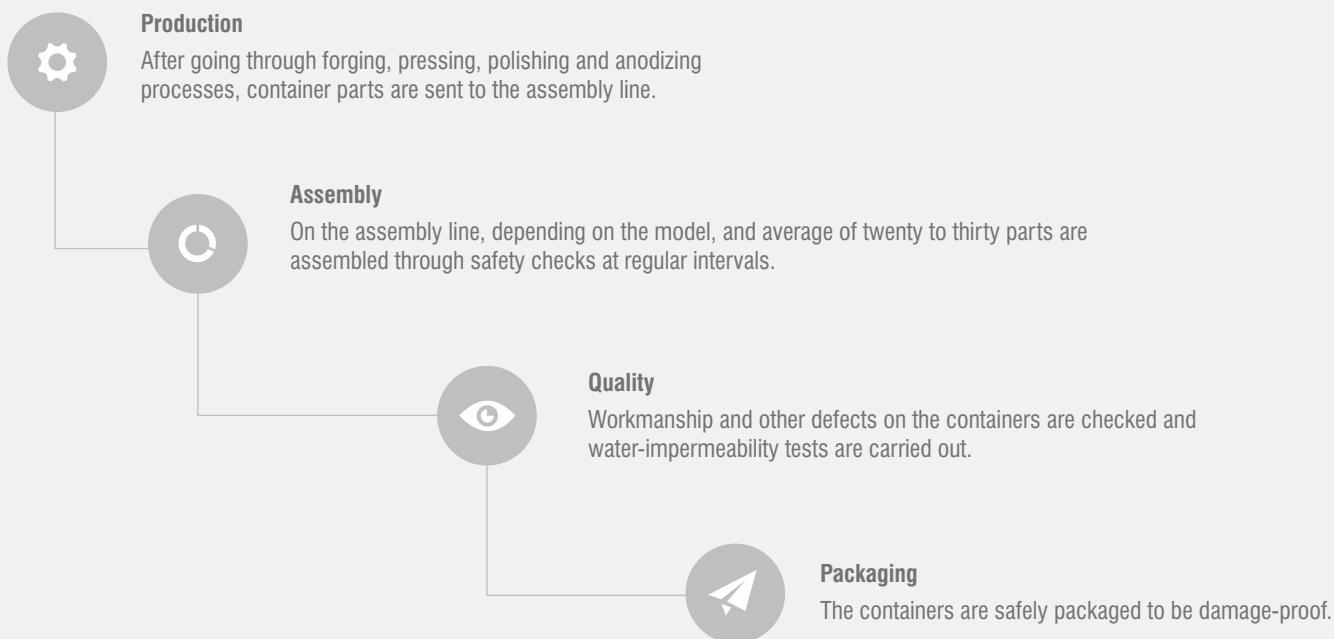 Production
After going through forging, pressing, polishing and anodizing
processes, container parts are sent to the assembly line.
Assembly
On the assembly line, depending on the model, and average of twenty to thirty parts are
assembled through safety checks at regular intervals.
Quality
Workmanship and other defects on the containers are checked and
water-impermeability tests are carried out.
Packaging
The containers are safely packaged to be damage-proof.